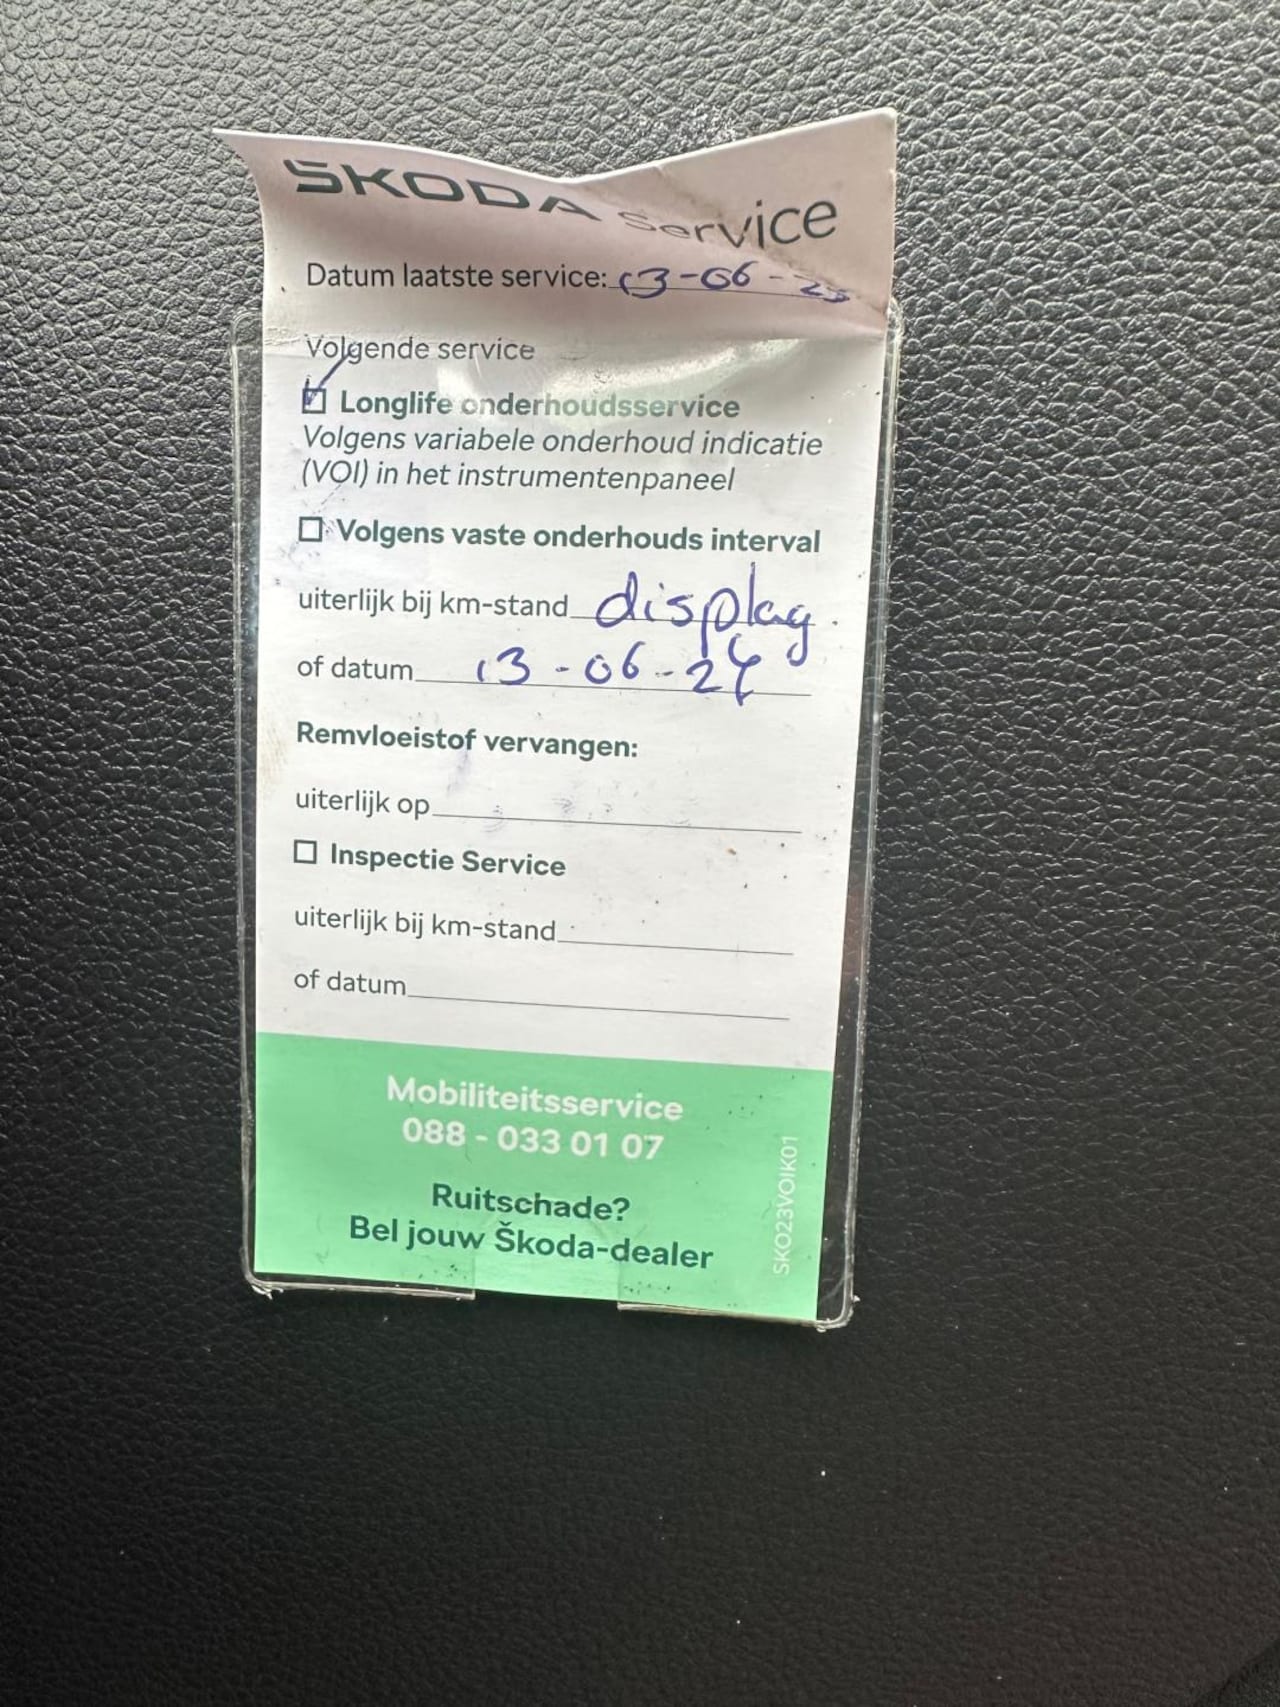 ŠKODA Service
Datum laatste service: 13-06-23
Volgende service
Longlife onderhoudsservice
Volgens variabele onderhoud indicatie
(VOI) in het instrumentenpaneel
Volgens vaste onderhouds interval
uiterlijk bij km-stand display
of datum 13-06-24
Remvloeistof vervangen:
uiterlijk op
Inspectie Service
uiterlijk bij km-stand
of datum
Mobiliteitsservice
088 - 033 01 07
Ruitschade?
Bel jouw Škoda-dealer
SKO23VOIK01